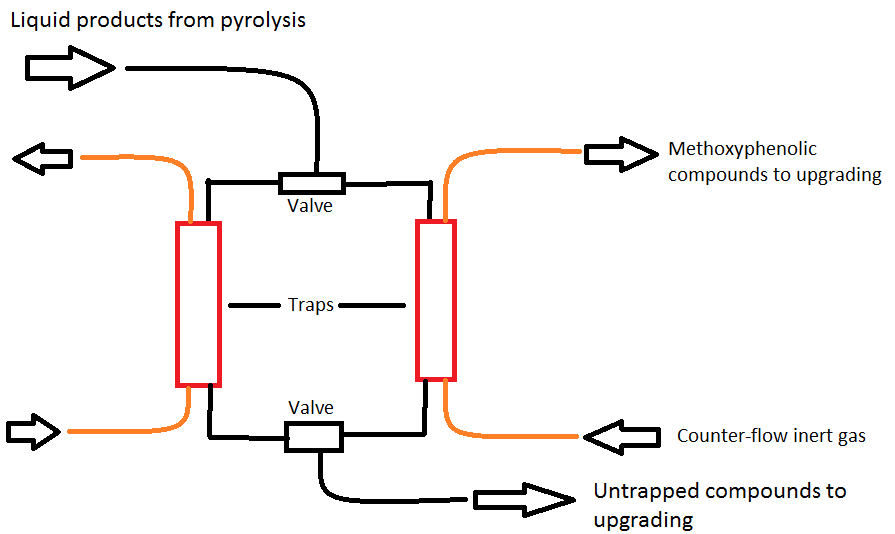 Liquid products from pyrolysis
Methoxyphenolic
compounds to upgrading
Valve
Traps
Valve
Counter-flow inert gas
Untrapped compounds to
upgrading